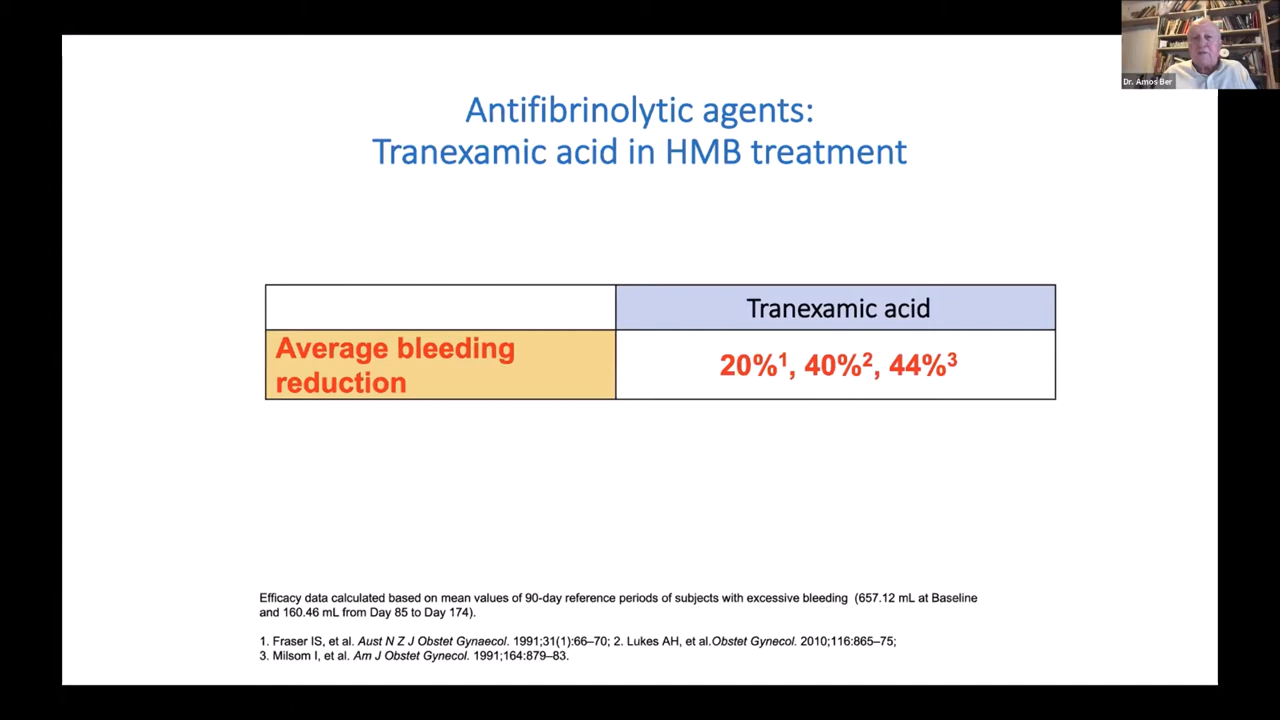 Dr. Amos Ber
Antifibrinolytic agents:
Tranexamic acid in HMB treatment
Tranexamic acid
Average bleeding
reduction
20%¹, 40%², 44%³
Efficacy data calculated based on mean values of 90-day reference periods of subjects with excessive bleeding (657.12 mL at Baseline
and 160.46 mL from Day 85 to Day 174).
1. Fraser IS, et al. Aust N Z J Obstet Gynaecol. 1991;31(1):66–70; 2. Lukes AH, et al.Obstet Gynecol. 2010;116:865–75;
3. Milsom I, et al. Am J Obstet Gynecol. 1991;164:879–83.